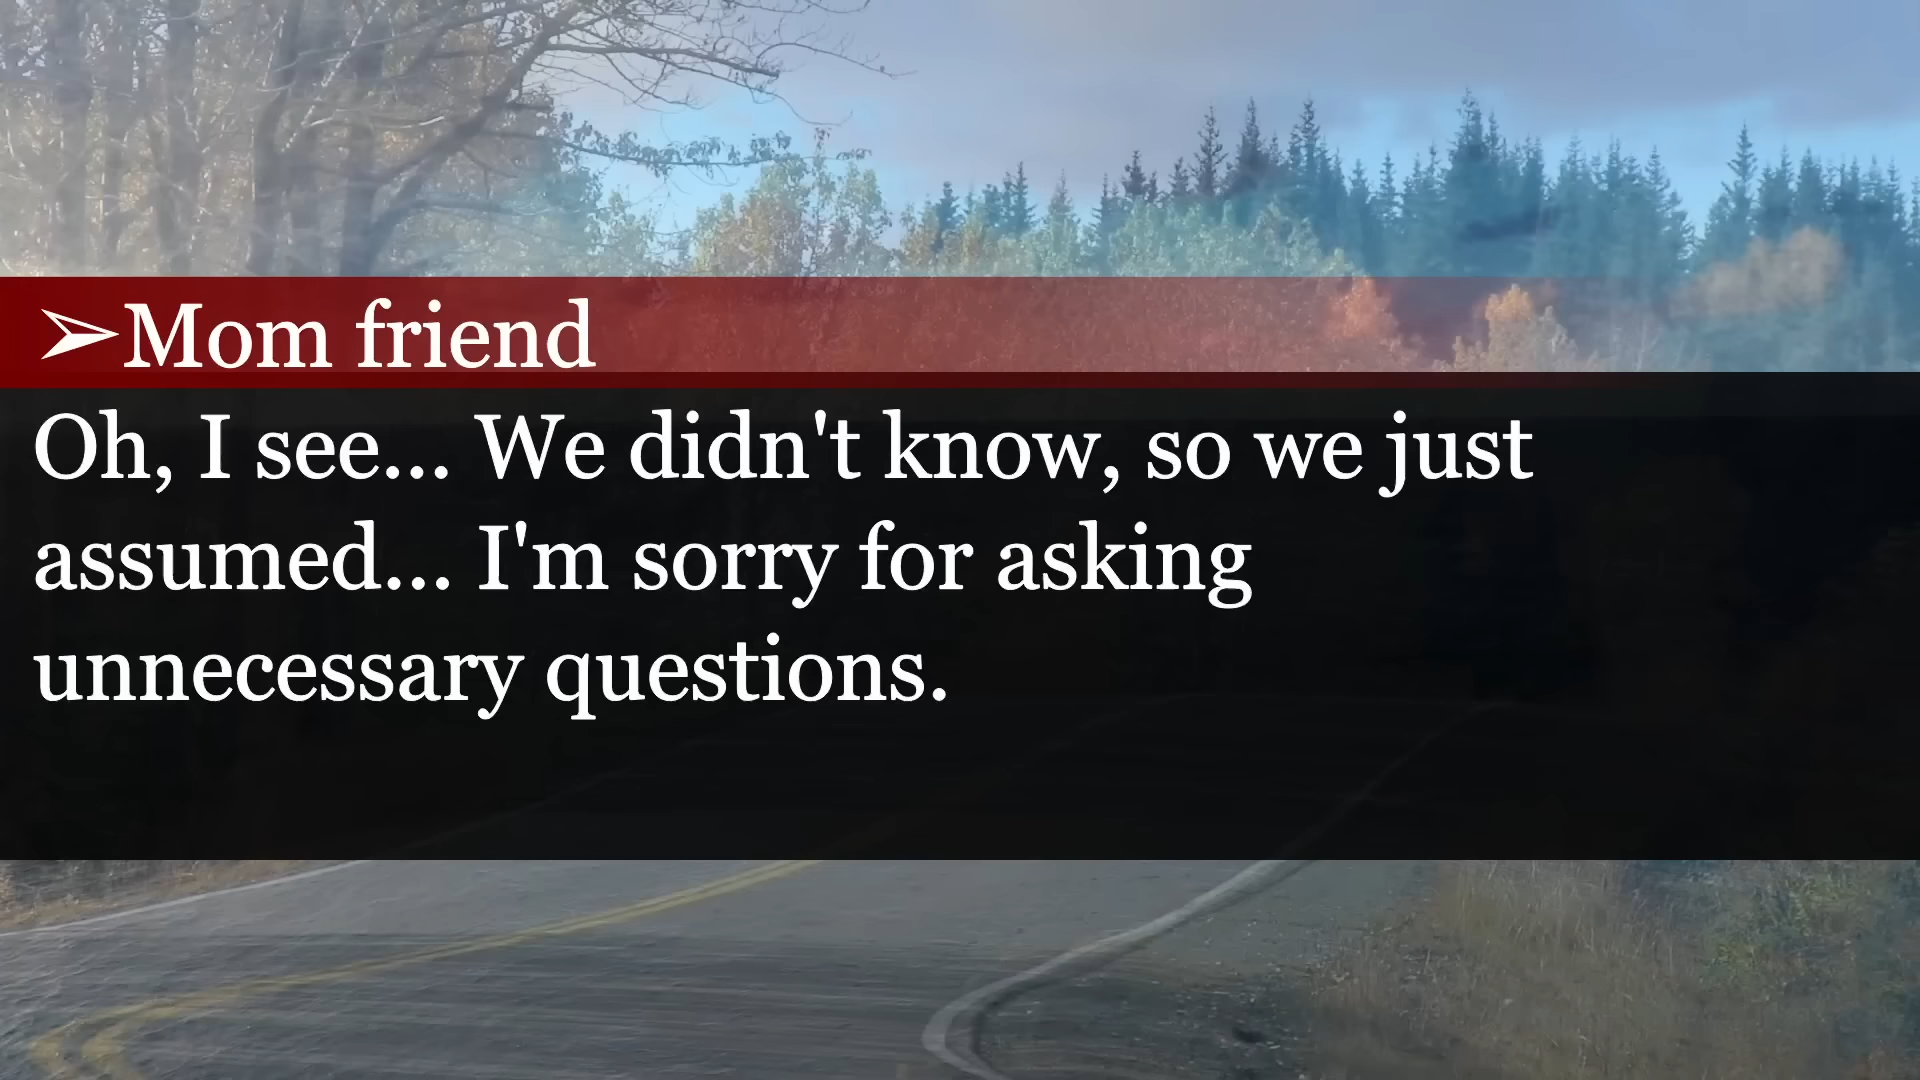 ➢Mom friend
Oh, I see... We didn't know, so we just
assumed... I'm sorry for asking
unnecessary questions.